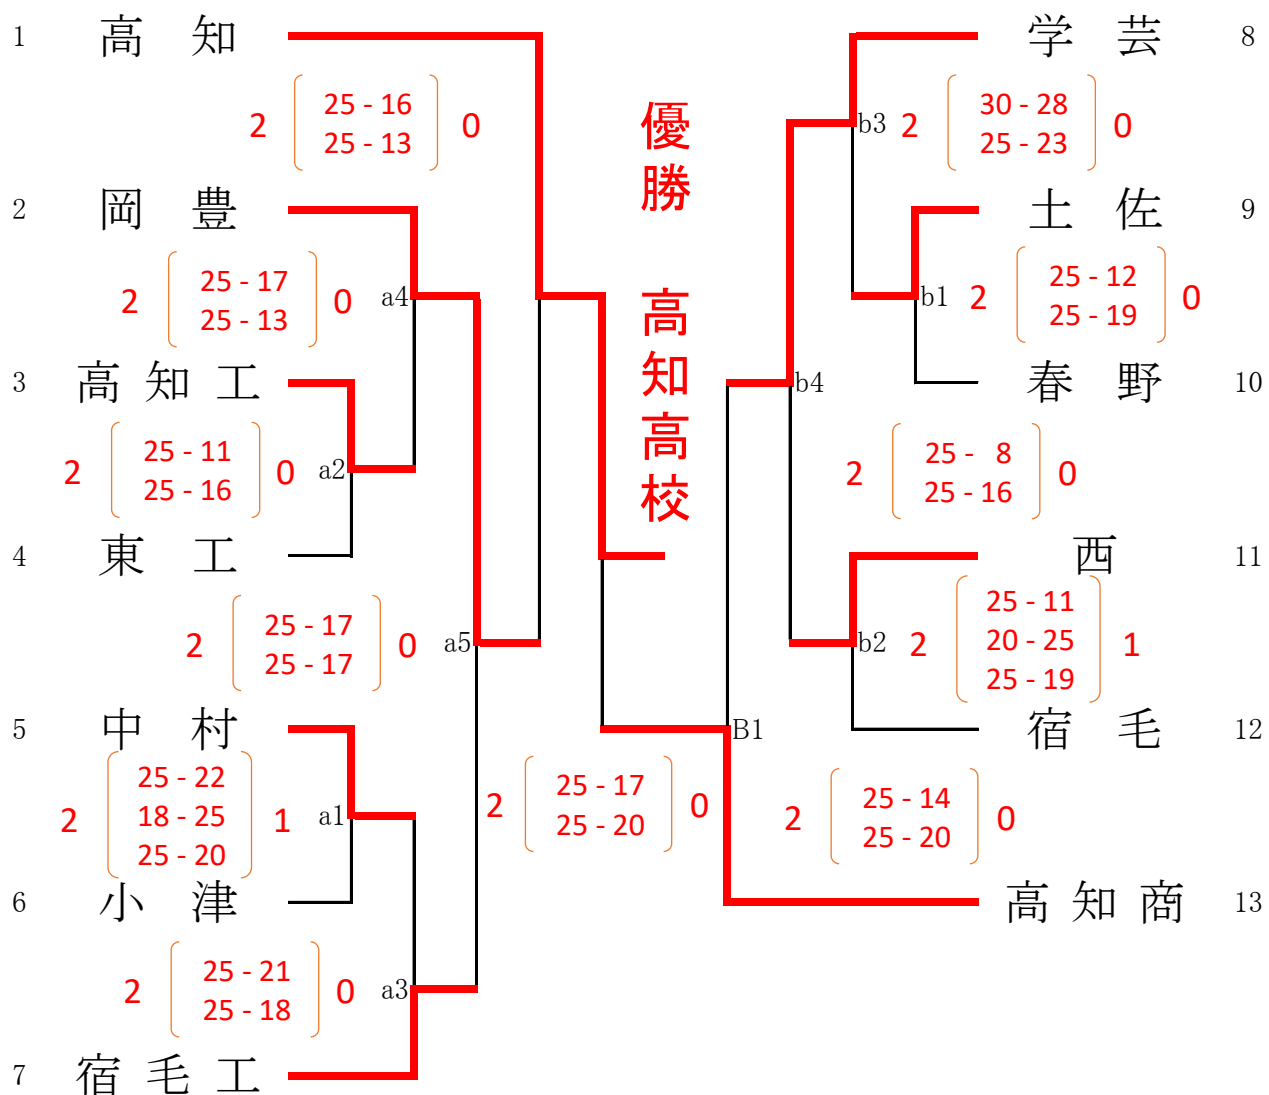 1 高 知
2 25 - 16 0
25 - 13
2 岡 豊
2 25 - 17 0
25 - 13
a4
3 高 知 工
2 25 - 11 0
25 - 16
a2
4 東 工
2 25 - 17 0
25 - 17
a5
5 中 村
25 - 22
2 18 - 25 1
25 - 20
a1
6 小 津
2 25 - 21 0
25 - 18
a3
7 宿 毛 工
優勝 高知高校
2 25 - 17 0
25 - 20
学 芸 8
b3
2 30 - 28 0
25 - 23
土 佐 9
b1
2 25 - 12 0
25 - 19
春 野 10
b4
2 25 - 8 0
25 - 16
西 11
b2
25 - 11
2 20 - 25 1
25 - 19
宿 毛 12
B1
2 25 - 14 0
25 - 20
高 知 商 13